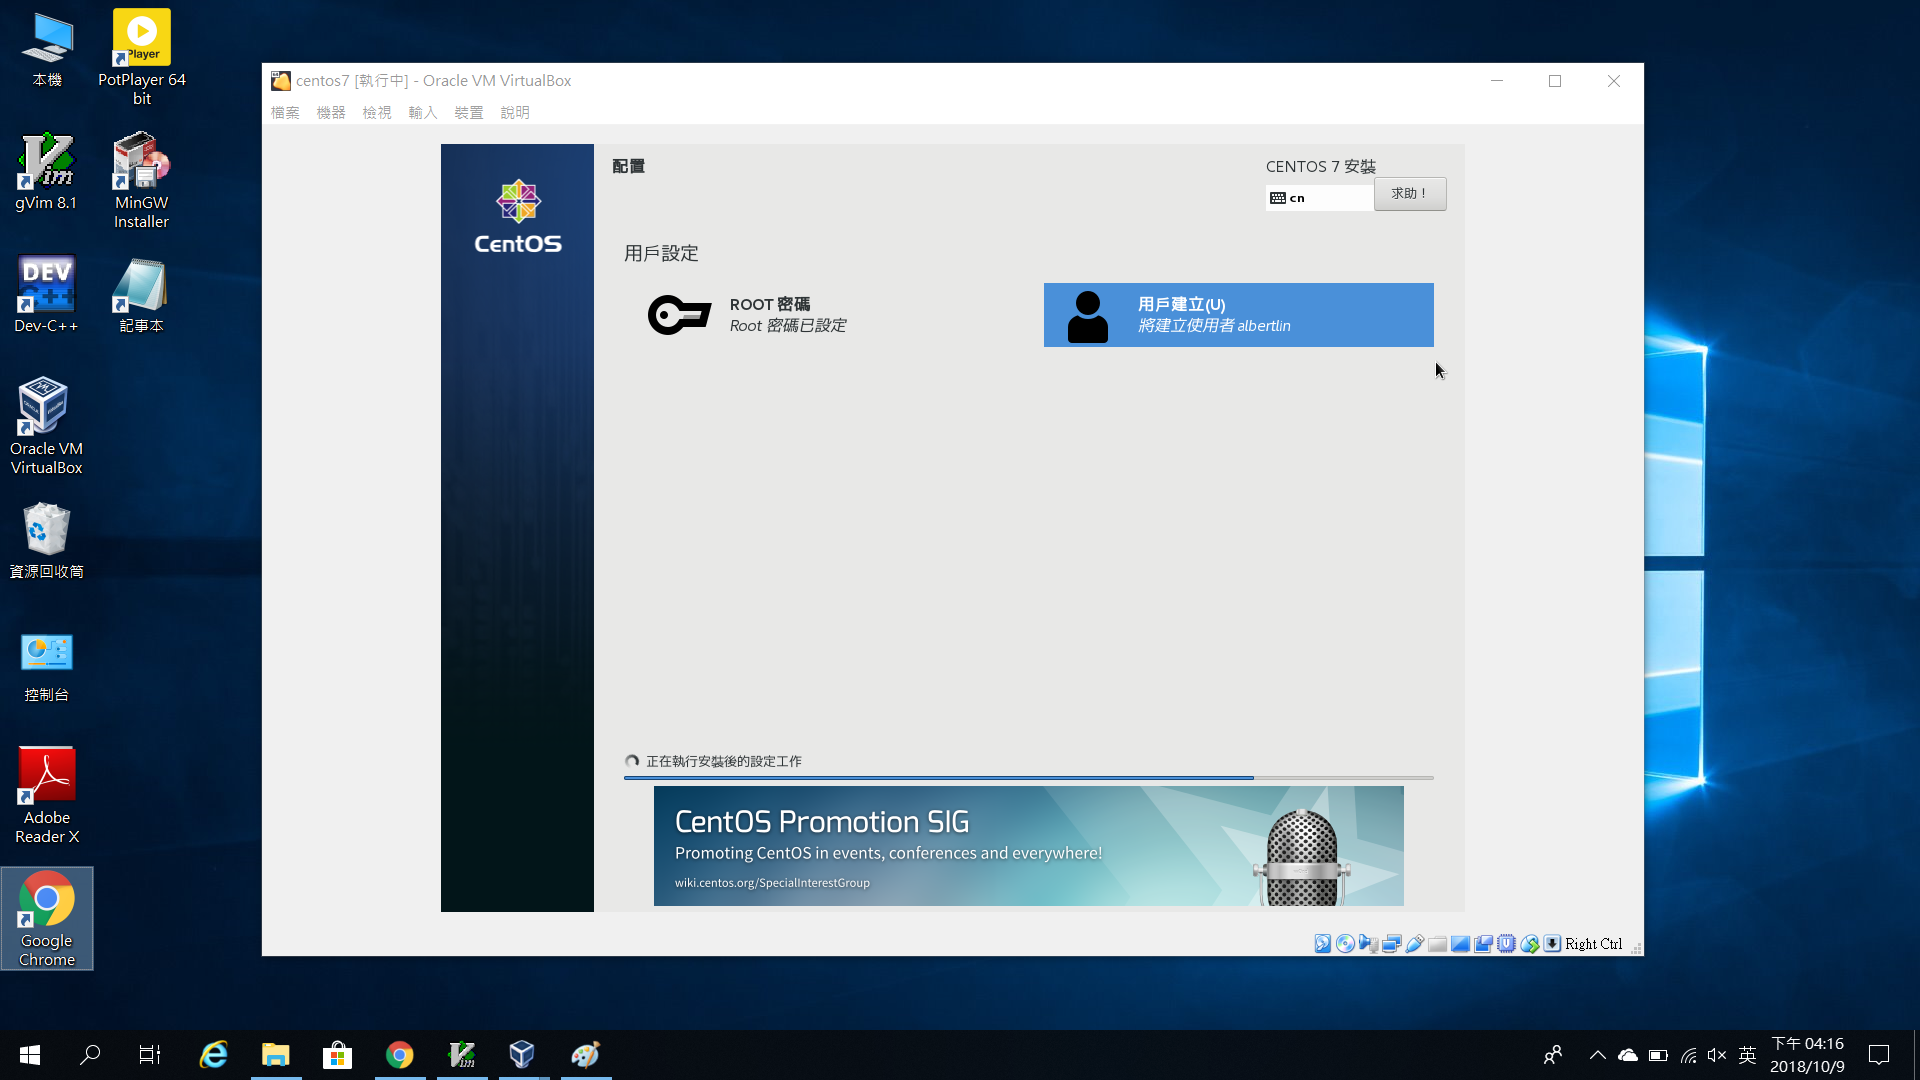 本機
PotPlayer 64
bit
gVim 8.1
MinGW
Installer
DEV
C++
Dev-C++
記事本
Oracle VM
VirtualBox
資源回收筒
控制台
Adobe
Reader X
Google
Chrome
centos7 [執行中] - Oracle VM VirtualBox
檔案 機器 檢視 輸入 裝置 說明
配置
CENTOS 7 安裝
cn
求助！
CentOS
用戶設定
ROOT 密碼
Root 密碼已設定
用戶建立(U)
將建立使用者 albertlin
正在執行安裝後的設定工作
CentOS Promotion SIG
Promoting CentOS in events, conferences and everywhere!
wiki.centos.org/SpecialInterestGroup
Right Ctrl
英
下午 04:16
2018/10/9